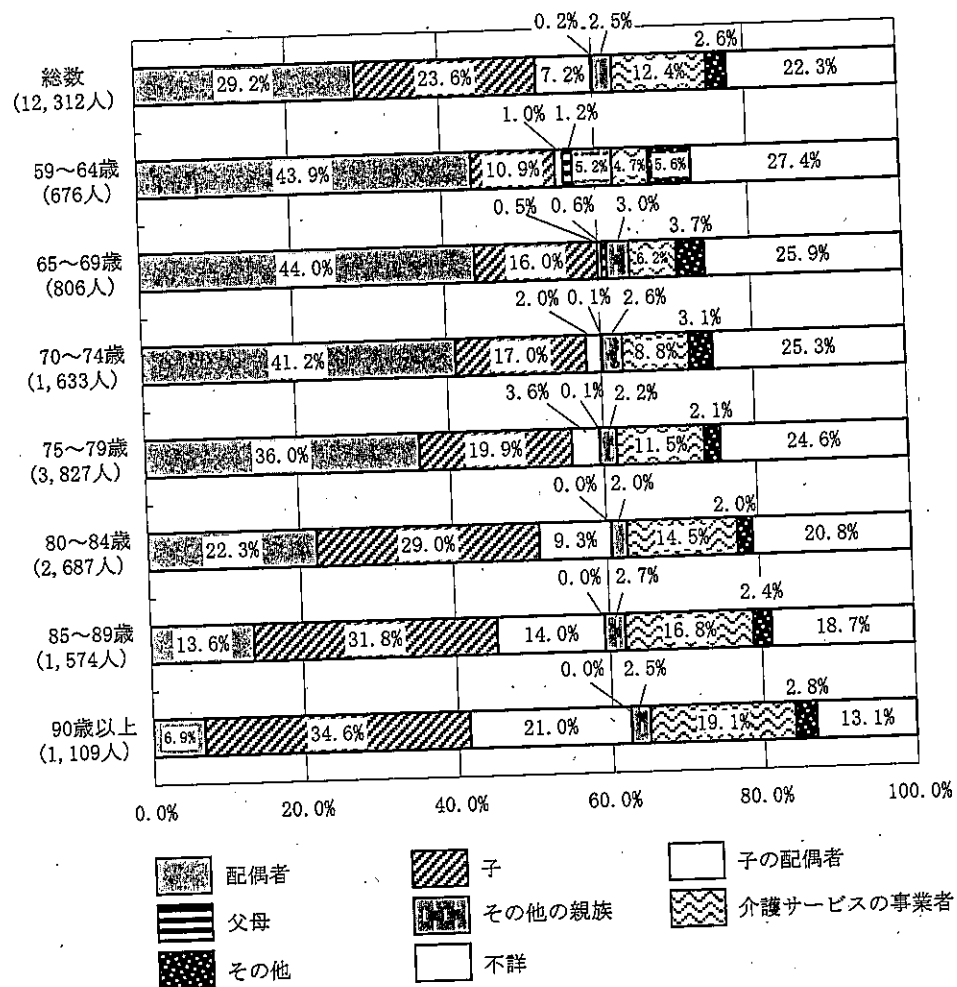 0.2% 2.5%
2.6%
総数
(12,312人)
29.2% 23.6% 7.2% 12.4% 22.3%
1.0% 1.2%
59～64歳
(676人)
43.9% 10.9% 5.2% 4.7% 5.6% 27.4%
0.5% 0.6% 3.0%
3.7%
65～69歳
(806人)
44.0% 16.0% 6.2% 25.9%
2.0% 0.1% 2.6%
3.1%
70～74歳
(1,633人)
41.2% 17.0% 8.8% 25.3%
3.6% 0.1% 2.2%
2.1%
75～79歳
(3,827人)
36.0% 19.9% 11.5% 24.6%
0.0% 2.0%
2.0%
80～84歳
(2,687人)
22.3% 29.0% 9.3% 14.5% 20.8%
0.0% 2.7%
2.4%
85～89歳
(1,574人)
13.6% 31.8% 14.0% 16.8% 18.7%
0.0% 2.5%
2.8%
90歳以上
(1,109人)
6.9% 34.6% 21.0% 19.1% 13.1%
0.0% 20.0% 40.0% 60.0% 80.0% 100.0%
配偶者 子 子の配偶者
父母 その他の親族 介護サービスの事業者
その他 不詳